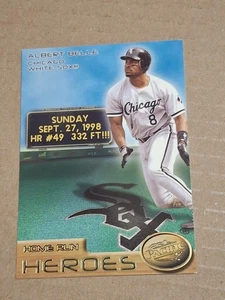 ALBERT BELLE
CHICAGO
WHITE SOX®
SUNDAY
SEPT. 27, 1998
HR #49 332 FT!!!
Chicago
8
SOX
HOME RUN
HEROES
PACIFIC